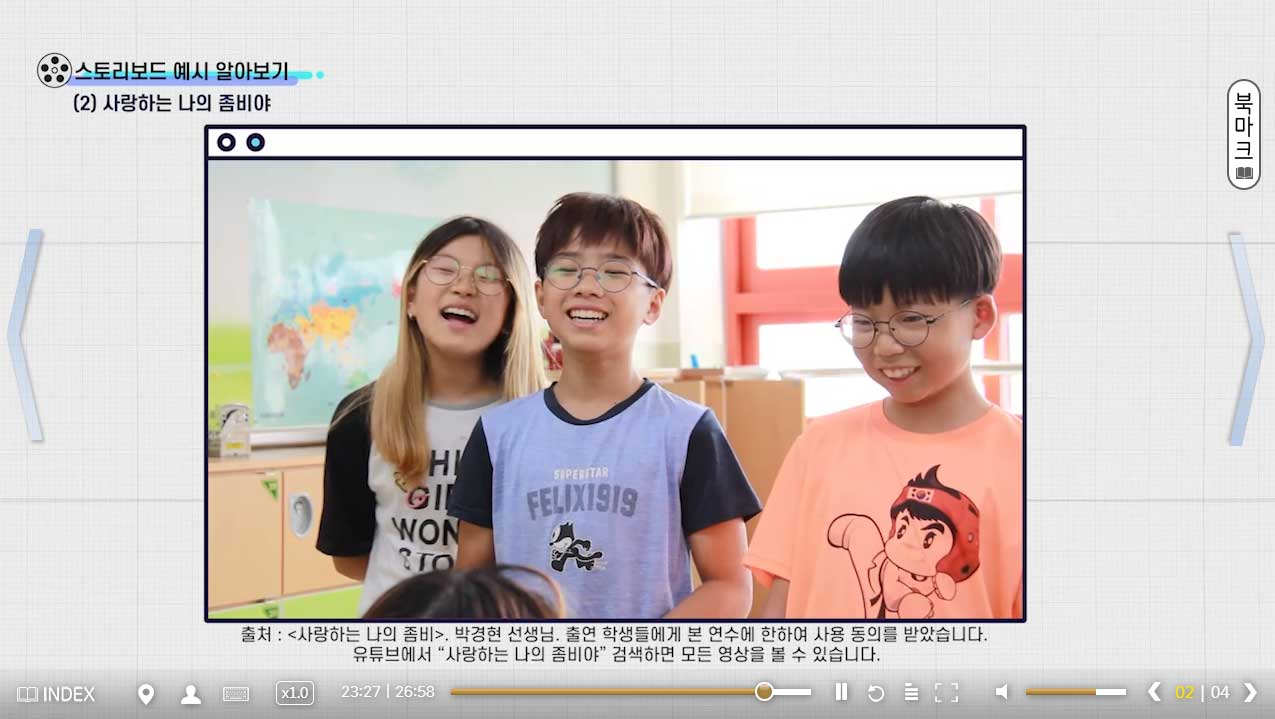 스토리보드 예시 알아보기
(2) 사랑하는 나의 좀비야
북마크
SUPERSTAR
FELIX1919
GI
WON
STO
출처 : <사랑하는 나의 좀비>. 박경현 선생님. 출연 학생들에게 본 연수에 한하여 사용 동의를 받았습니다.
유튜브에서 “사랑하는 나의 좀비야” 검색하면 모든 영상을 볼 수 있습니다.
INDEX x1.0 23:27 | 26:58 02 | 04